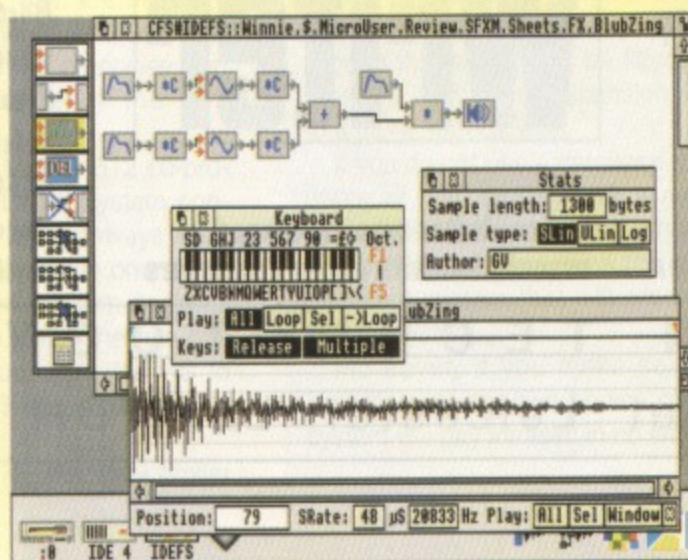 CFS#IDEFS::Winnie.$.MicroUser.Review.SFXM.Sheets.FX.BlubZing
*C
*C
+
*
*C
*C
DEL
Stats
Sample length: 1300 bytes
Sample type: SLin ULin Log
Author: GV
Keyboard
SD GHJ 23 567 90 =£ Oct.
F1
F5
ZXCVBNMQWERTYUIOP[]\
Play: All Loop Sel ->Loop
Keys: Release Multiple
ubZing
Position: 79 SRate: 48 µS 20833 Hz Play: All Sel Window
:0 IDE 4 IDEFS